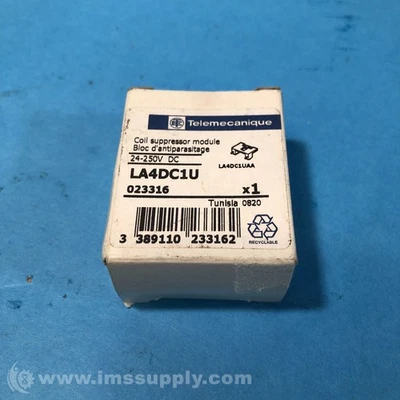 Telemecanique
Coil suppressor module
Bloc d'antiparasitage
24-250V DC
LA4DC1UAA
LA4DC1U
023316 x1
Tunisia 0820
3 389110 233162
RECYCLABLE
© www.imssupply.com